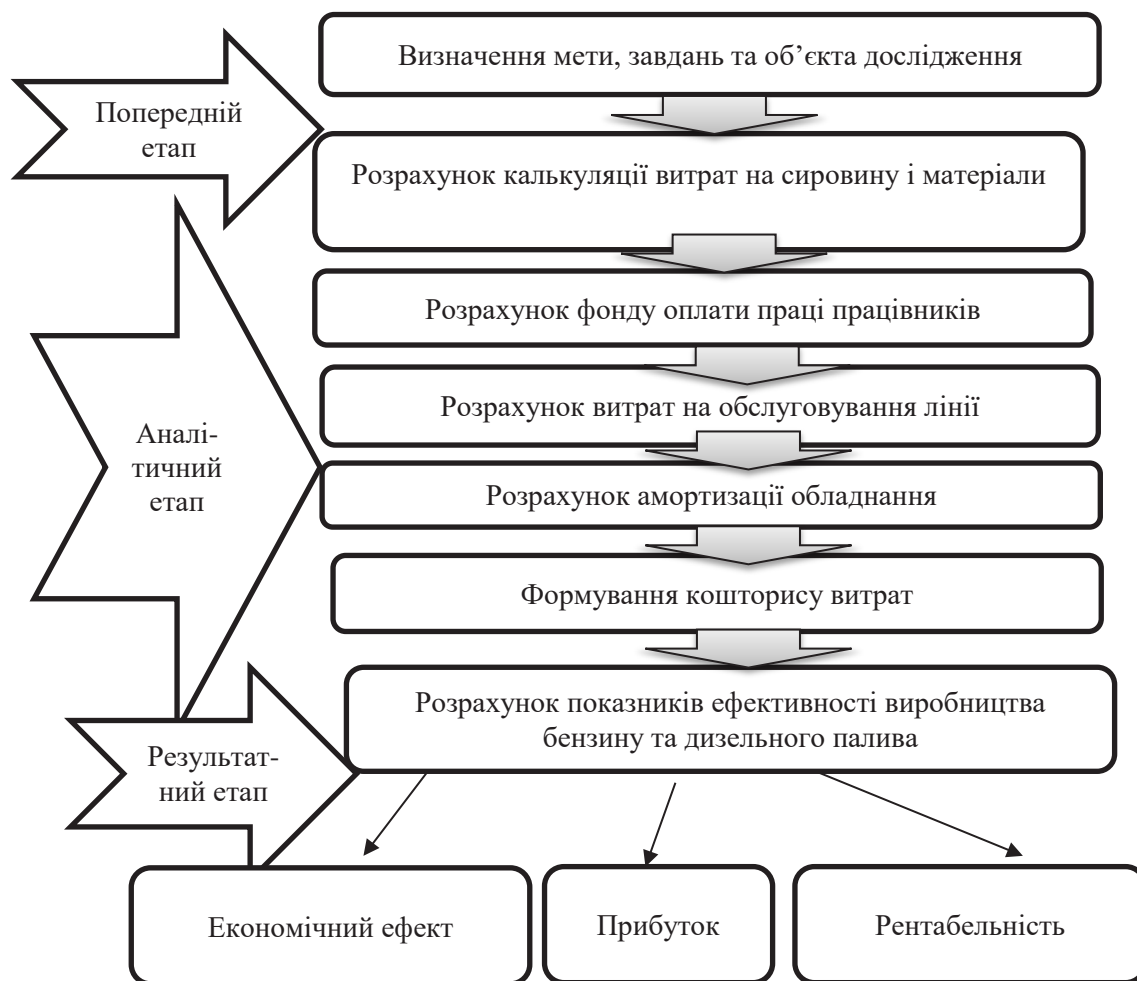 Визначення мети, завдань та об’єкта дослідження
Попередній
етап
Розрахунок калькуляції витрат на сировину і матеріали
Розрахунок фонду оплати праці працівників
Розрахунок витрат на обслуговування лінії
Аналі-
тичний
етап
Розрахунок амортизації обладнання
Формування кошторису витрат
Розрахунок показників ефективності виробництва
бензину та дизельного палива
Результат-
ний етап
Економічний ефект
Прибуток
Рентабельність